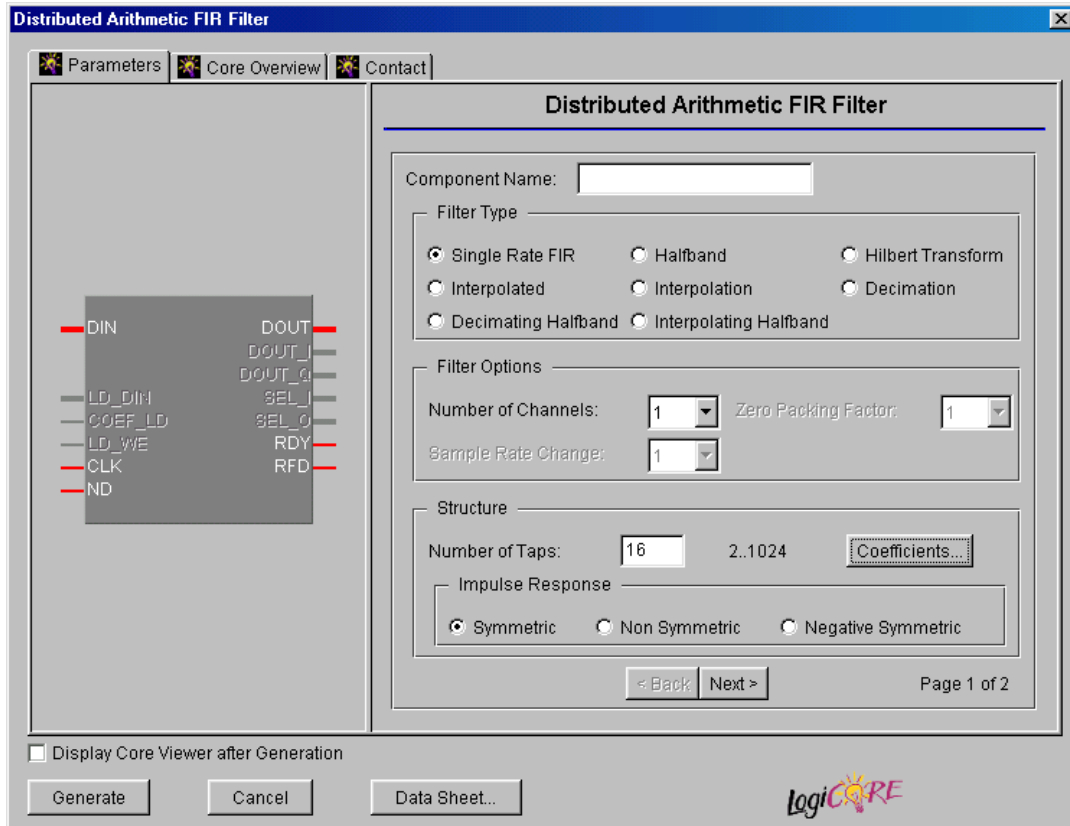 Distributed Arithmetic FIR Filter
Parameters Core Overview Contact
Distributed Arithmetic FIR Filter
DIN DOUT
DOUT_I
DOUT_Q
LD_DIN SEL_I
COEF_LD SEL_O
LD_WE RDY
CLK RFD
ND
Component Name:
Filter Type
Single Rate FIR Halfband Hilbert Transform
Interpolated Interpolation Decimation
Decimating Halfband Interpolating Halfband
Filter Options
Number of Channels: 1 Zero Packing Factor: 1
Sample Rate Change: 1
Structure
Number of Taps: 16 2..1024 Coefficients...
Impulse Response
Symmetric Non Symmetric Negative Symmetric
< Back Next > Page 1 of 2
Display Core Viewer after Generation
Generate Cancel Data Sheet...
LogiCORE